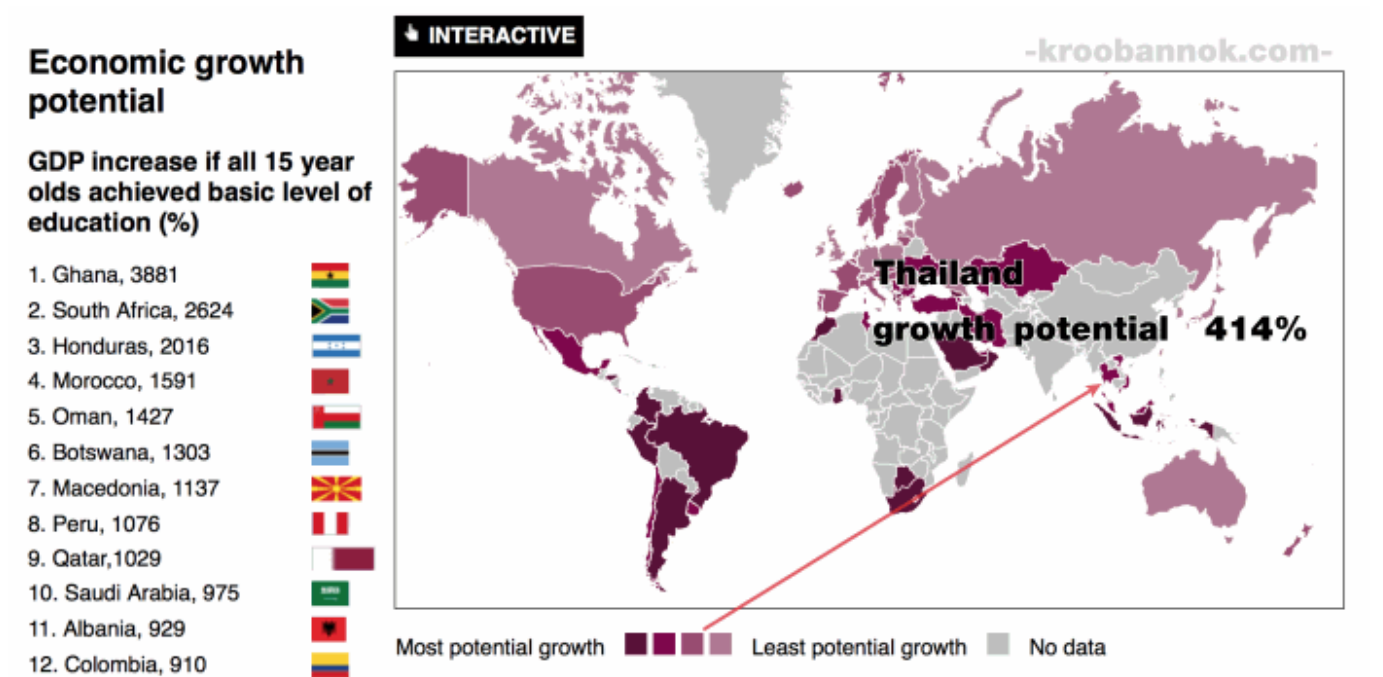 INTERACTIVE
-kroobannok.com-
Economic growth
potential
GDP increase if all 15 year
olds achieved basic level of
education (%)
1. Ghana, 3881
2. South Africa, 2624
3. Honduras, 2016
4. Morocco, 1591
5. Oman, 1427
6. Botswana, 1303
7. Macedonia, 1137
8. Peru, 1076
9. Qatar,1029
10. Saudi Arabia, 975
11. Albania, 929
12. Colombia, 910
Thailand
growth potential 414%
Most potential growth
Least potential growth
No data